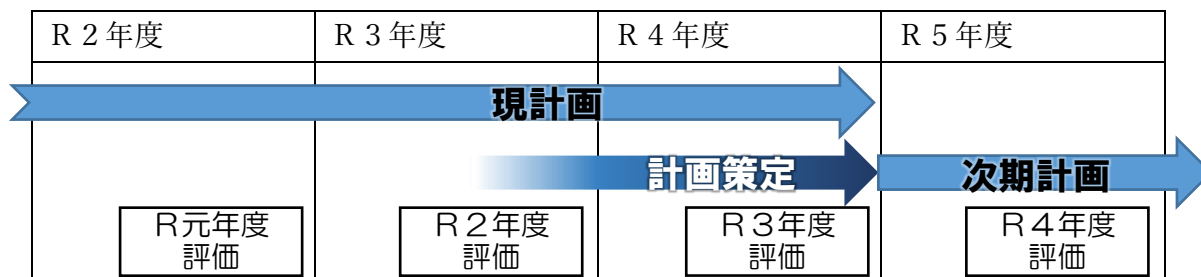 R2年度 R3年度 R4年度 R5年度
現計画
計画策定 次期計画
R元年度 R2年度 R3年度 R4年度
評価 評価 評価 評価